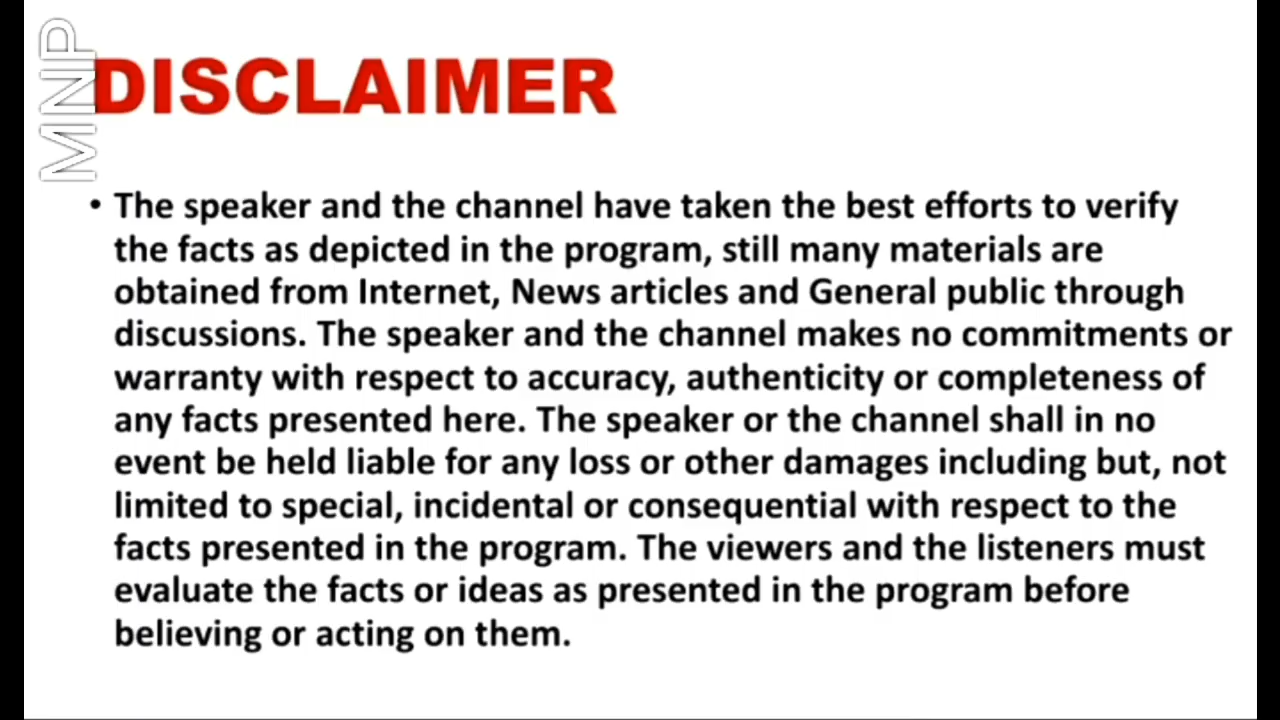 MNP
DISCLAIMER
• The speaker and the channel have taken the best efforts to verify
the facts as depicted in the program, still many materials are
obtained from Internet, News articles and General public through
discussions. The speaker and the channel makes no commitments or
warranty with respect to accuracy, authenticity or completeness of
any facts presented here. The speaker or the channel shall in no
event be held liable for any loss or other damages including but, not
limited to special, incidental or consequential with respect to the
facts presented in the program. The viewers and the listeners must
evaluate the facts or ideas as presented in the program before
believing or acting on them.